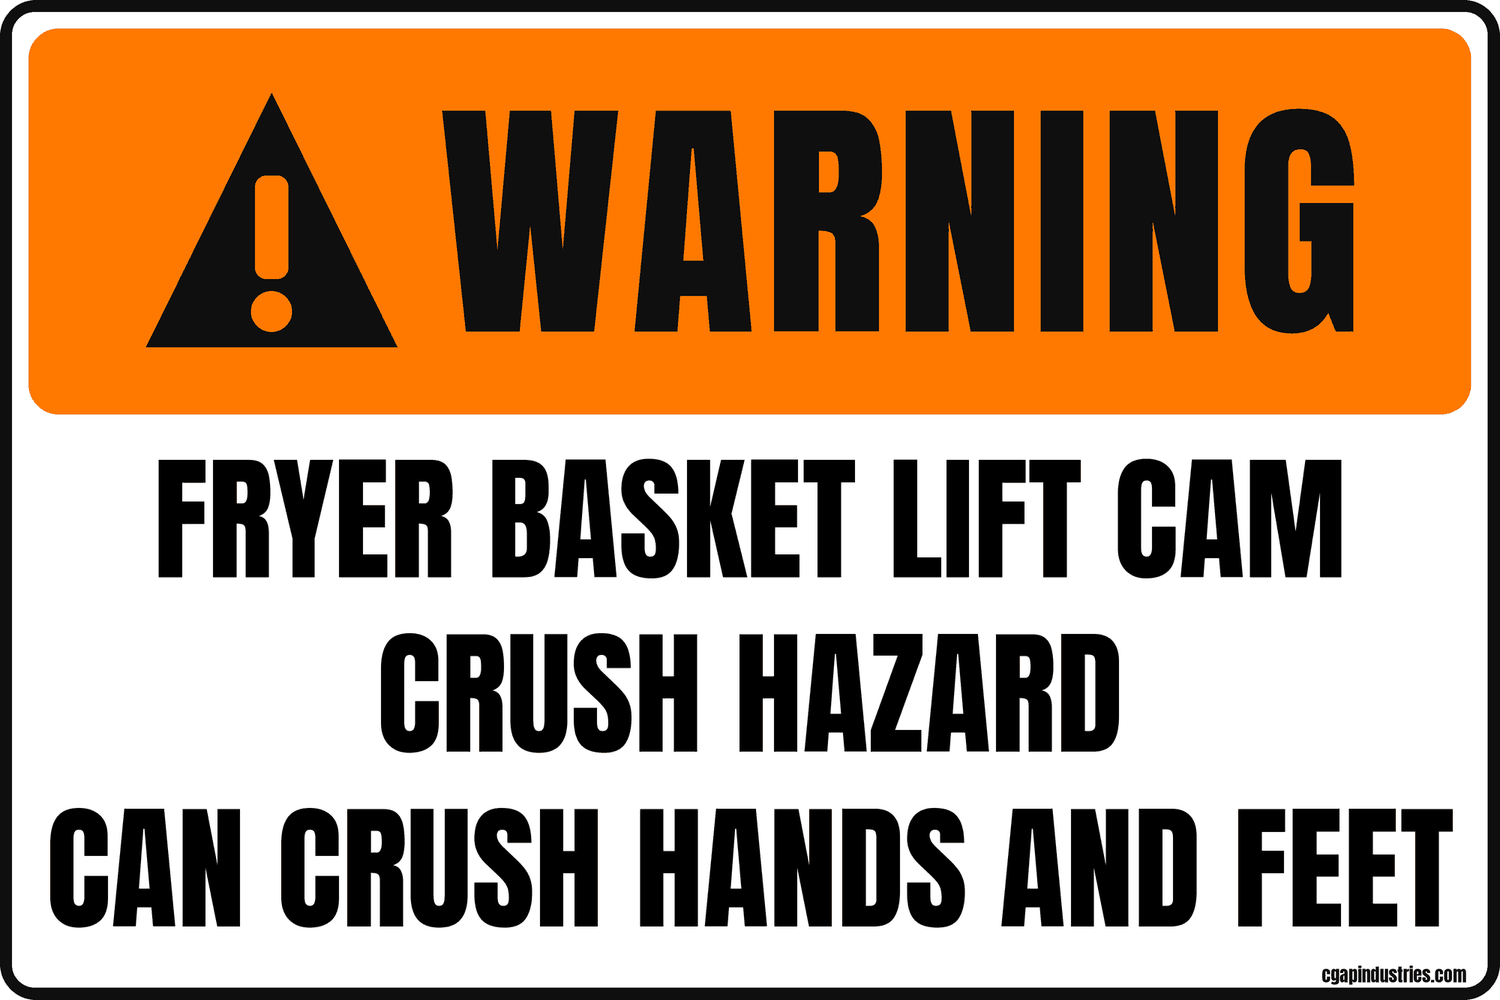 WARNING
FRYER BASKET LIFT CAM
CRUSH HAZARD
CAN CRUSH HANDS AND FEET
cgapindustries.com